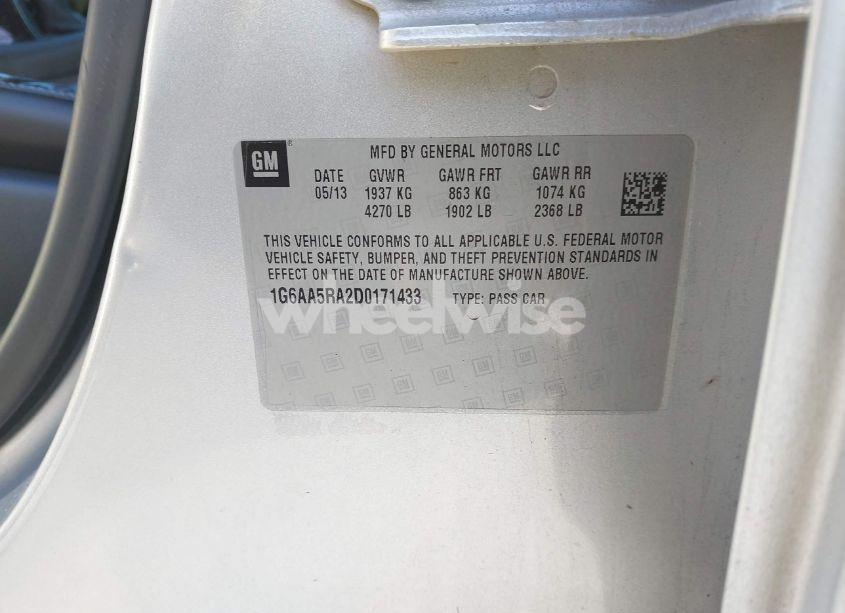 GM
MFD BY GENERAL MOTORS LLC
DATE GVWR GAWR FRT GAWR RR
05/13 1937 KG 863 KG 1074 KG
4270 LB 1902 LB 2368 LB
THIS VEHICLE CONFORMS TO ALL APPLICABLE U.S. FEDERAL MOTOR
VEHICLE SAFETY, BUMPER, AND THEFT PREVENTION STANDARDS IN
EFFECT ON THE DATE OF MANUFACTURE SHOWN ABOVE.
1G6AA5RA2D0171433 TYPE: PASS CAR
wheelwise